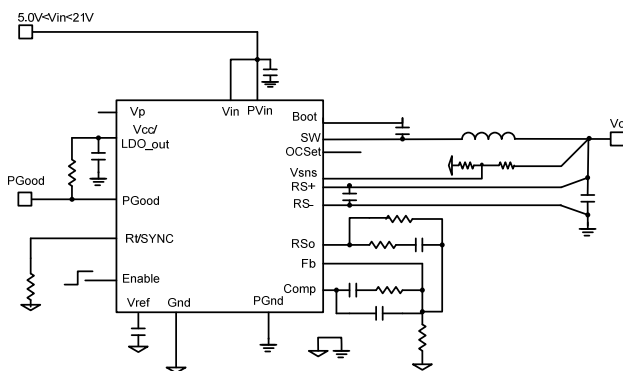 5.0V<Vin<21V
Vp
Vin PVin
Vcc/
LDO_out
Boot
SW
OCSet
Vsns
RS+
RS-
PGood
PGood
Rt/SYNC
RSo
Fb
Enable
Comp
Vref Gnd PGnd